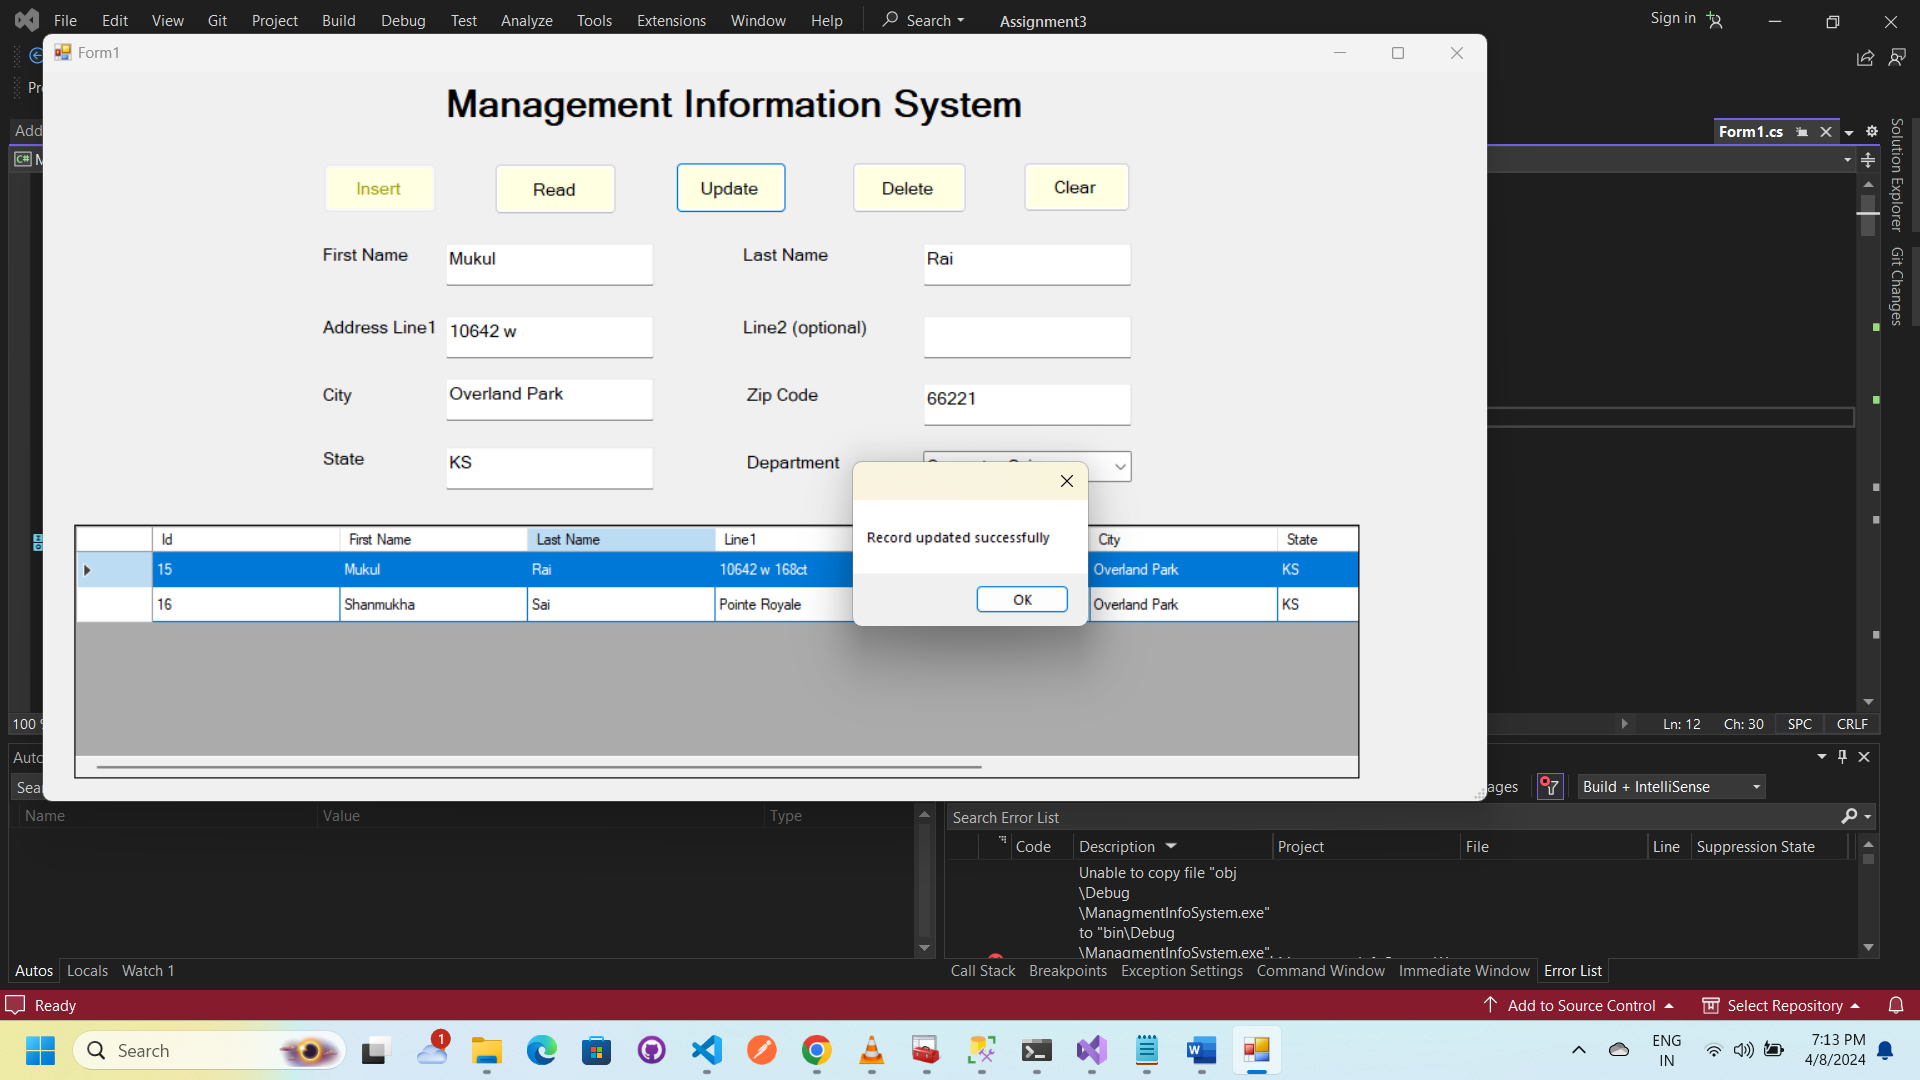 File Edit View Git Project Build Debug Test Analyze Tools Extensions Window Help Search Assignment3 Sign in
Form1
Management Information System
Insert Read Update Delete Clear
First Name Mukul Last Name Rai
Address Line1 10642 w Line2 (optional)
City Overland Park Zip Code 66221
State KS Department
Record updated successfully
OK
Id First Name Last Name Line1 City State
15 Mukul Rai 10642 w 168ct Overland Park KS
16 Shanmukha Sai Pointe Royale Overland Park KS
Add
Form1.cs
C#
Solution Explorer
Git Changes
100 %
Ln: 12 Ch: 30 SPC CRLF
Build + IntelliSense
Name Value Type
Search Error List
Code Description Project File Line Suppression State
Unable to copy file "obj
\Debug
\ManagmentInfoSystem.exe"
to "bin\Debug
\ManagmentInfoSystem.exe".
Autos Locals Watch 1
Call Stack Breakpoints Exception Settings Command Window Immediate Window Error List
Ready Add to Source Control Select Repository
Search 1
ENG
IN
7:13 PM
4/8/2024